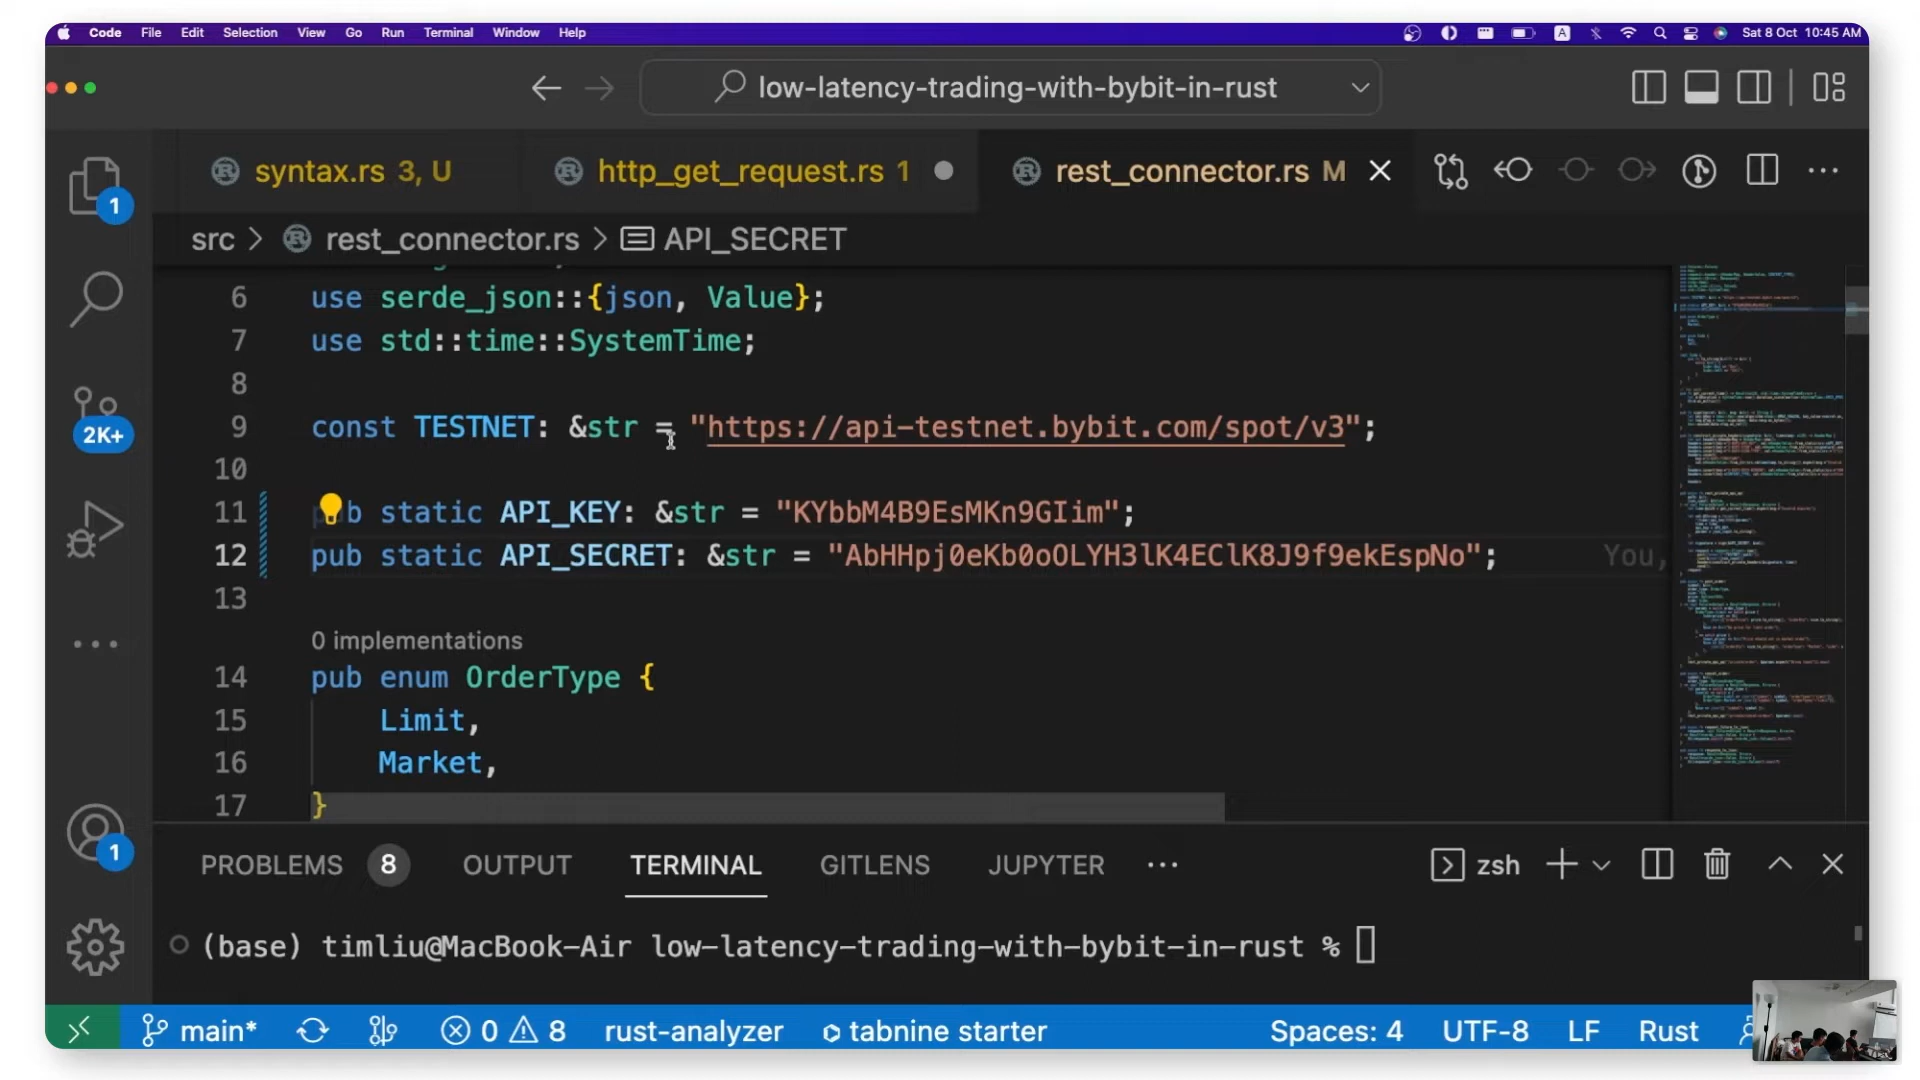 Code File Edit Selection View Go Run Terminal Window Help A Sat 8 Oct 10:45 AM
low-latency-trading-with-bybit-in-rust
syntax.rs 3, U http_get_request.rs 1 rest_connector.rs M
1
src > rest_connector.rs > API_SECRET
6 use serde_json::{json, Value};
7 use std::time::SystemTime;
8
9 const TESTNET: &str = "https://api-testnet.bybit.com/spot/v3";
2K+
10
11 pub static API_KEY: &str = "KYbbM4B9EsMKn9GIim";
12 pub static API_SECRET: &str = "AbHHpj0eKb0oOLYH3lK4EClK8J9f9ekEspNo"; You,
13
0 implementations
14 pub enum OrderType {
15 Limit,
16 Market,
17 }
1
PROBLEMS 8 OUTPUT TERMINAL GITLENS JUPYTER ··· zsh
(base) timliu@MacBook-Air low-latency-trading-with-bybit-in-rust %
main* 0 8 rust-analyzer tabnine starter Spaces: 4 UTF-8 LF Rust